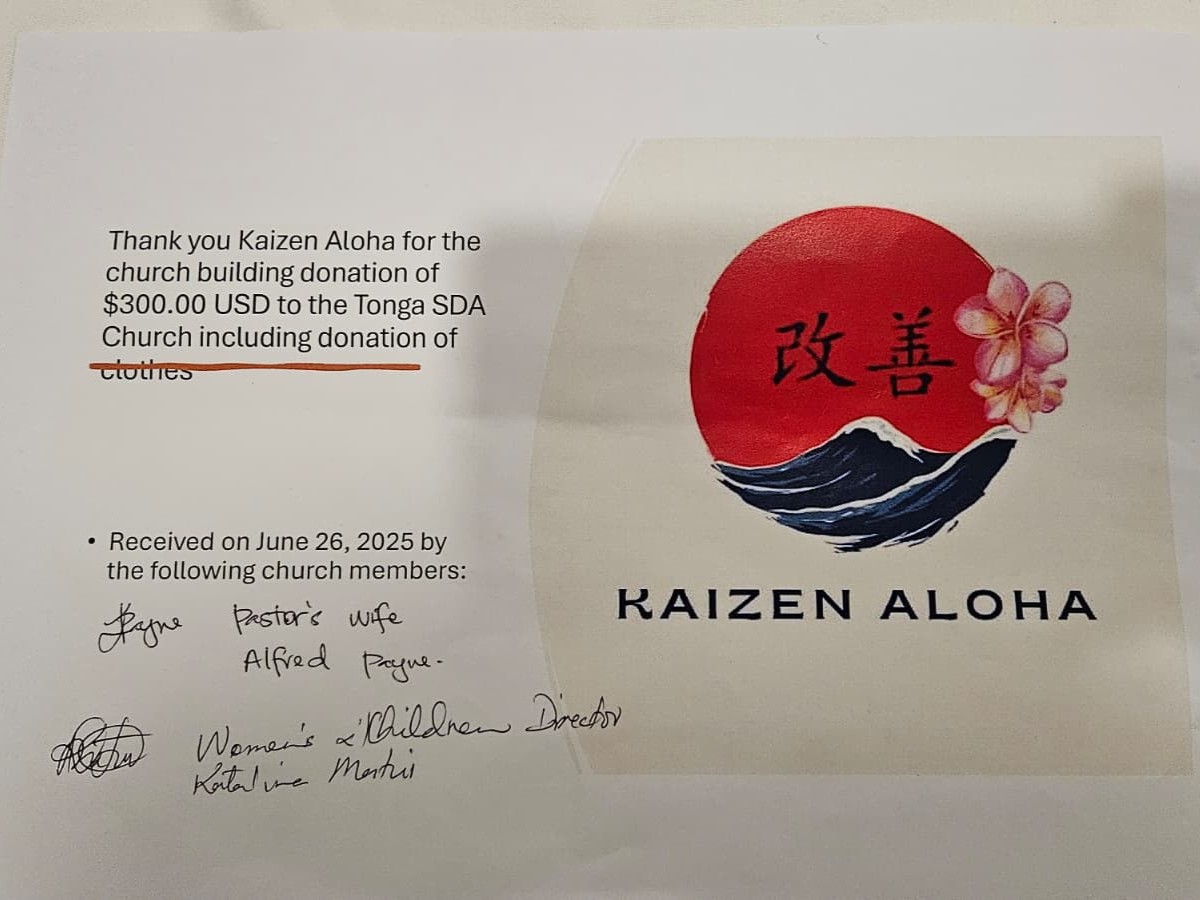 Thank you Kaizen Aloha for the
church building donation of
$300.00 USD to the Tonga SDA
Church including donation of
clothes
• Received on June 26, 2025 by
the following church members:
Payne Pastor's wife
Alfred Payne.
Women's & Children Director
改善
KAIZEN ALOHA